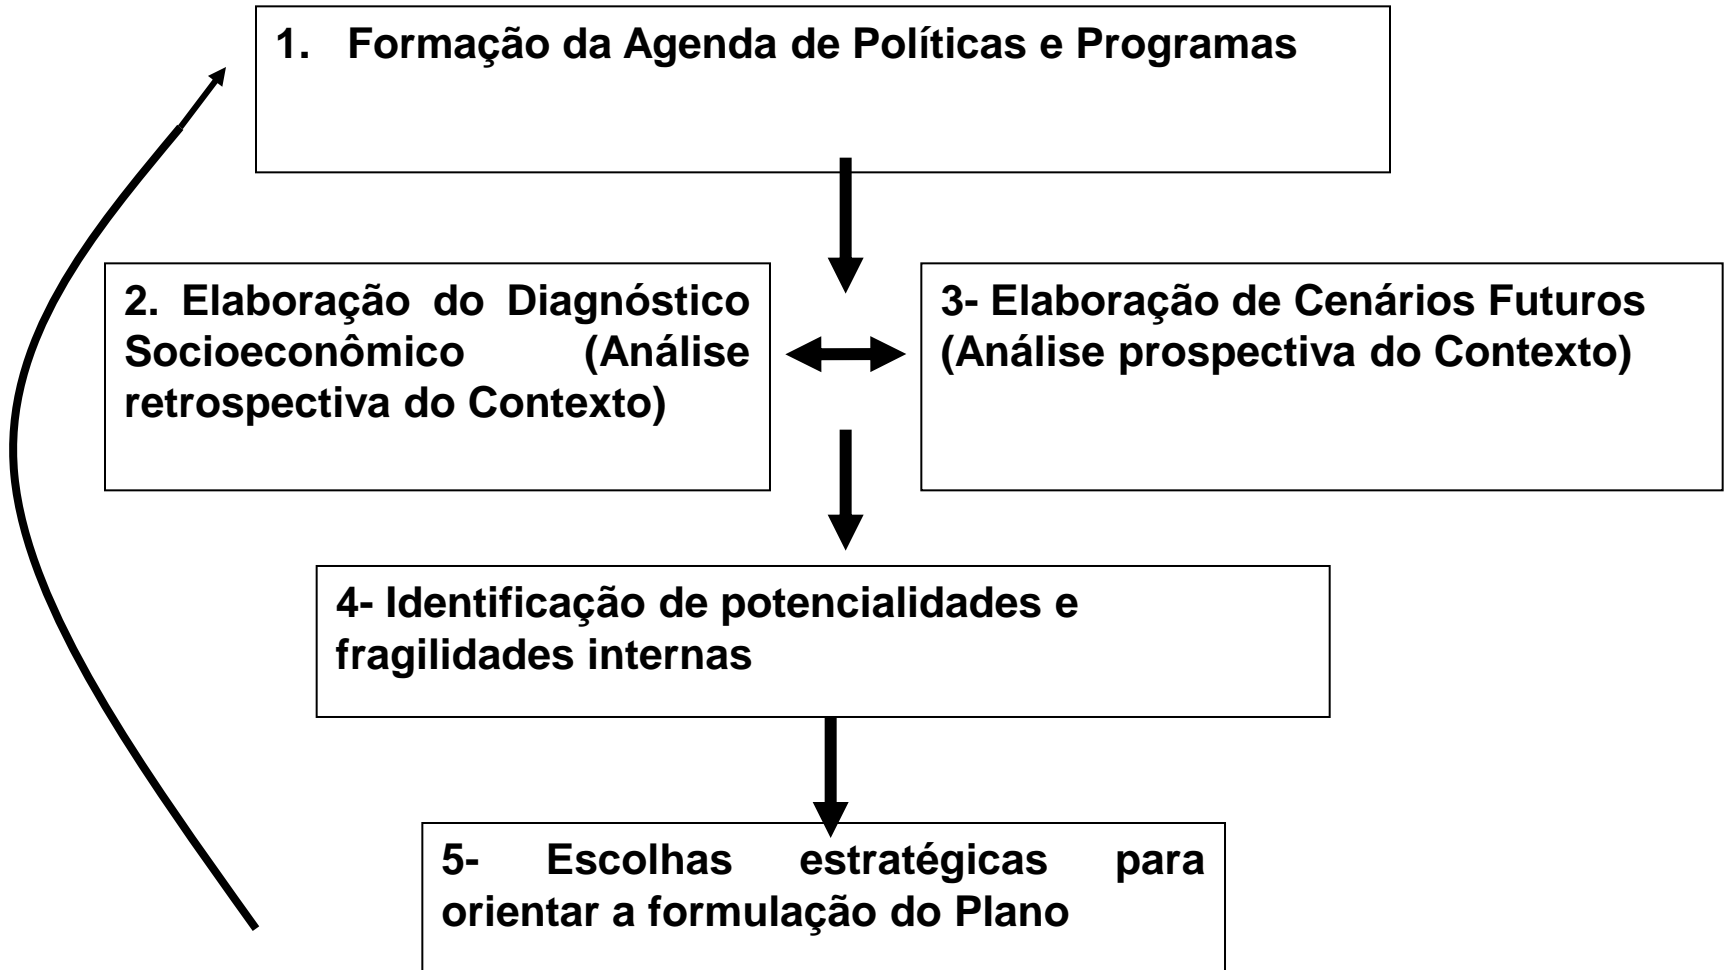 1. Formação da Agenda de Políticas e Programas
2. Elaboração do Diagnóstico
Socioeconômico (Análise
retrospectiva do Contexto)
3- Elaboração de Cenários Futuros
(Análise prospectiva do Contexto)
4- Identificação de potencialidades e
fragilidades internas
5- Escolhas estratégicas para
orientar a formulação do Plano